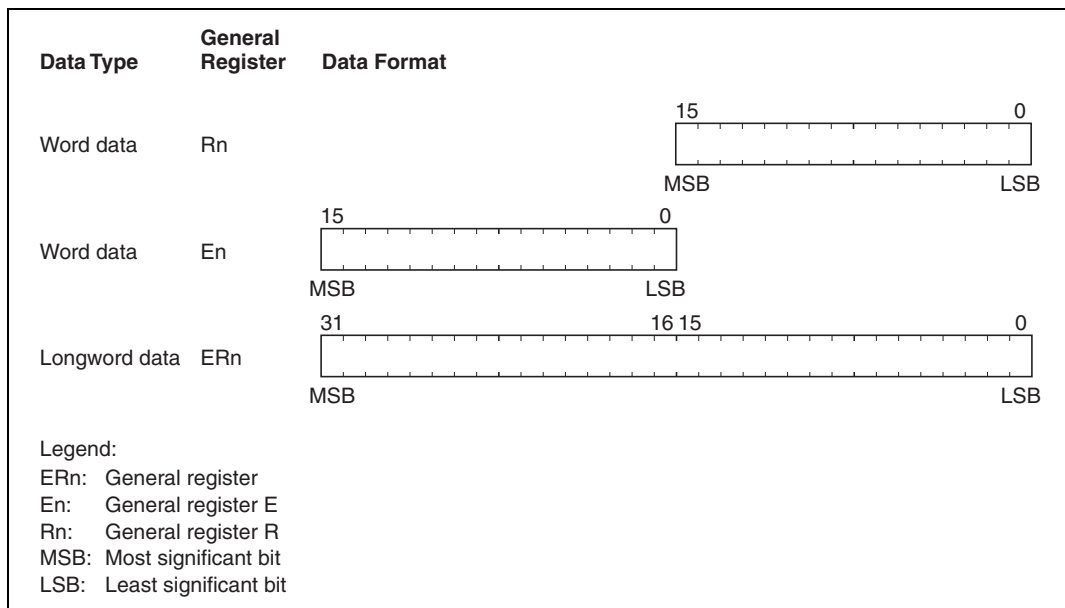 Data Type General Register Data Format
15 0
Word data Rn
MSB LSB
15 0
Word data En
MSB LSB
31 16 15 0
Longword data ERn
MSB LSB
Legend:
ERn: General register
En: General register E
Rn: General register R
MSB: Most significant bit
LSB: Least significant bit